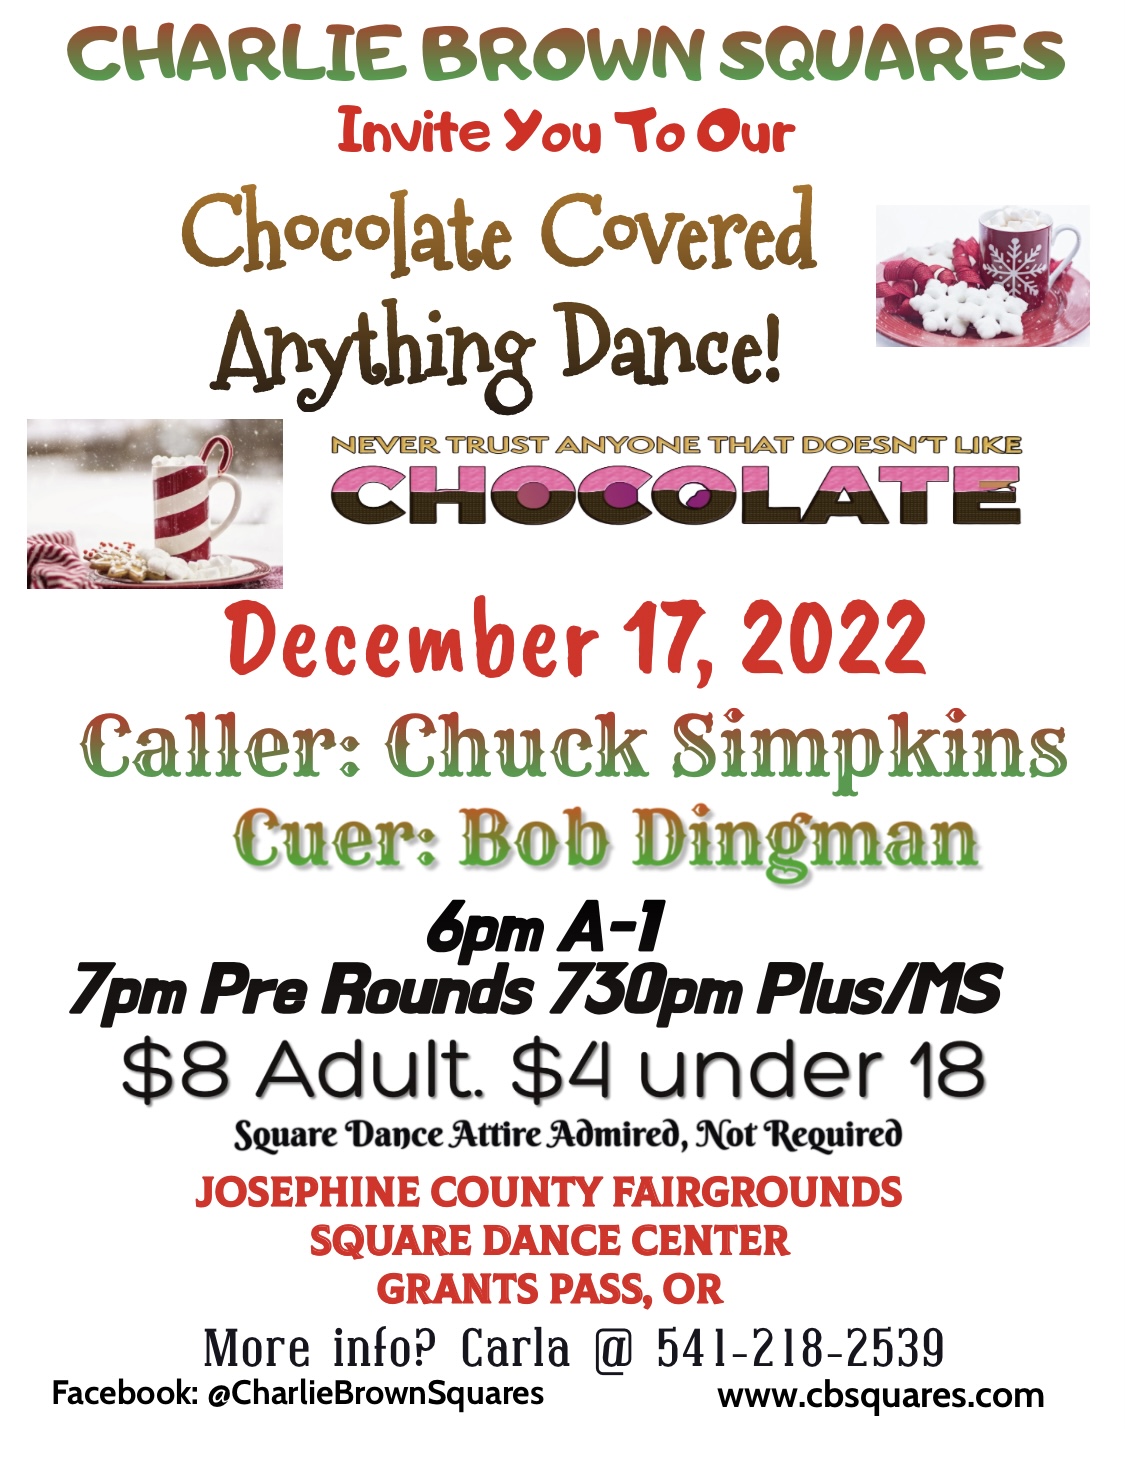 CHARLIE BROWN SQUARES
Invite You To Our
Chocolate Covered
Anything Dance!
NEVER TRUST ANYONE THAT DOESN'T LIKE
CHOCOLATE
December 17, 2022
Caller: Chuck Simpkins
Cuer: Bob Dingman
6pm A-1
7pm Pre Rounds 730pm Plus/MS
$8 Adult. $4 under 18
Square Dance Attire Admired, Not Required
JOSEPHINE COUNTY FAIRGROUNDS
SQUARE DANCE CENTER
GRANTS PASS, OR
More info? Carla @ 541-218-2539
Facebook: @CharlieBrownSquares
www.cbsquares.com